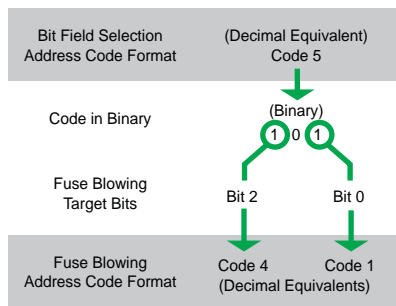 Bit Field Selection
Address Code Format
(Decimal Equivalent)
Code 5
Code in Binary
(Binary)
1 0 1
Fuse Blowing
Target Bits
Bit 2
Bit 0
Fuse Blowing
Address Code Format
Code 4
Code 1
(Decimal Equivalents)